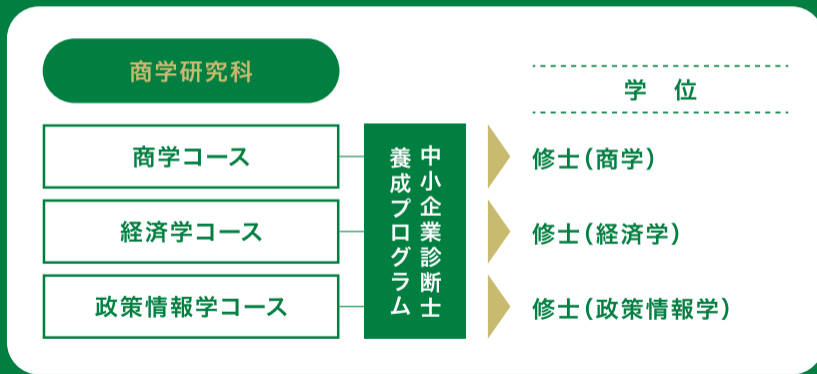 商学研究科
学 位
商学コース
経済学コース
政策情報学コース
中小企業診断士
養成プログラム
修士(商学)
修士(経済学)
修士(政策情報学)